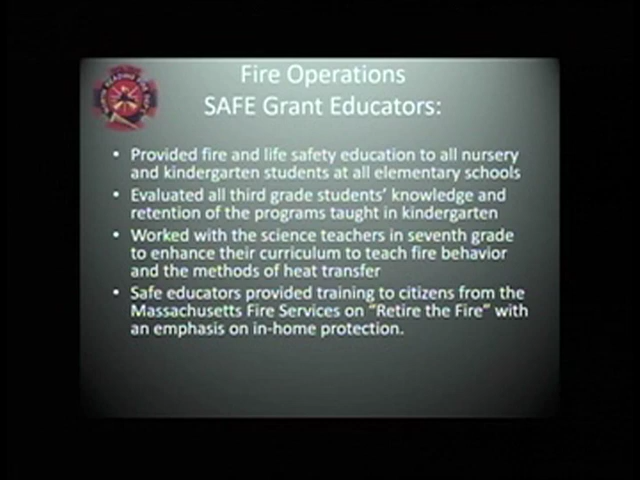 Fire Operations
SAFE Grant Educators:
• Provided fire and life safety education to all nursery
and kindergarten students at all elementary schools
• Evaluated all third grade students' knowledge and
retention of the programs taught in kindergarten
• Worked with the science teachers in seventh grade
to enhance their curriculum to teach fire behavior
and the methods of heat transfer
• Safe educators provided training to citizens from the
Massachusetts Fire Services on "Retire the Fire" with
an emphasis on in-home protection.